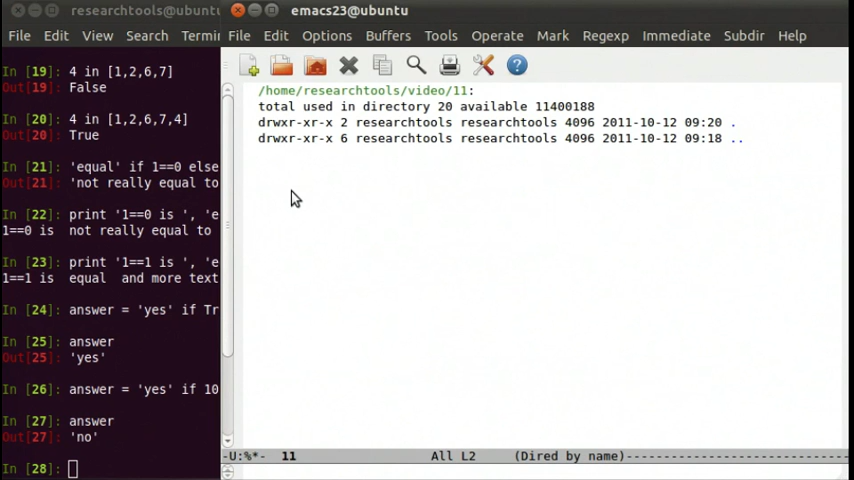 researchtools@ubuntu
File Edit View Search Termin
In [19]: 4 in [1,2,6,7]
Out[19]: False
In [20]: 4 in [1,2,6,7,4]
Out[20]: True
In [21]: 'equal' if 1==0 else
Out[21]: 'not really equal to
In [22]: print '1==0 is ', 'e
1==0 is  not really equal to
In [23]: print '1==1 is ', 'e
1==1 is  equal  and more text
In [24]: answer = 'yes' if Tr
In [25]: answer
Out[25]: 'yes'
In [26]: answer = 'yes' if 10
In [27]: answer
Out[27]: 'no'
In [28]:
emacs23@ubuntu
File Edit Options Buffers Tools Operate Mark Regexp Immediate Subdir Help
/home/researchtools/video/11:
total used in directory 20 available 11400188
drwxr-xr-x 2 researchtools researchtools 4096 2011-10-12 09:20 .
drwxr-xr-x 6 researchtools researchtools 4096 2011-10-12 09:18 ..
-U:%*-  11                 All L2     (Dired by name)----------------------------